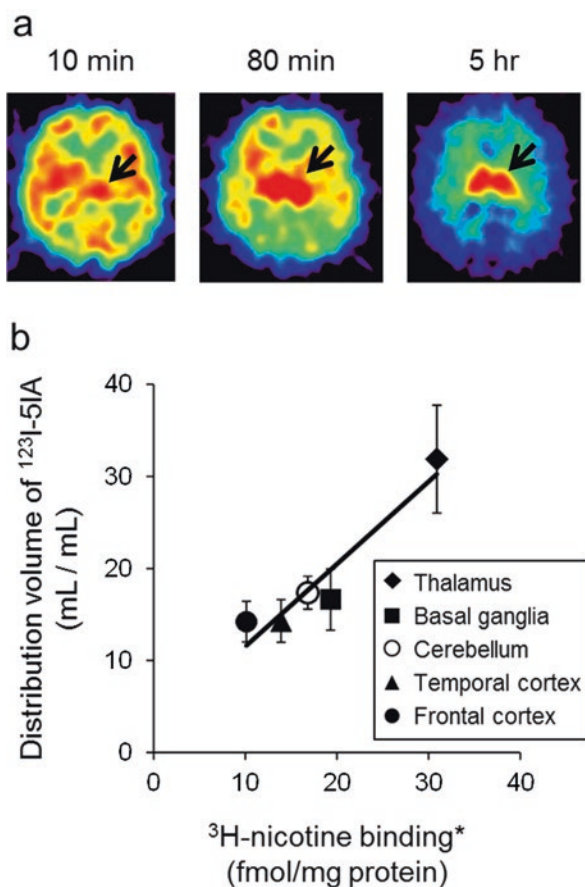 a
10 min 80 min 5 hr
b
Distribution volume of ¹²³I-5IA
(mL / mL)
40
30
20
10
0
0 10 20 30 40
Thalamus
Basal ganglia
Cerebellum
Temporal cortex
Frontal cortex
³H-nicotine binding*
(fmol/mg protein)